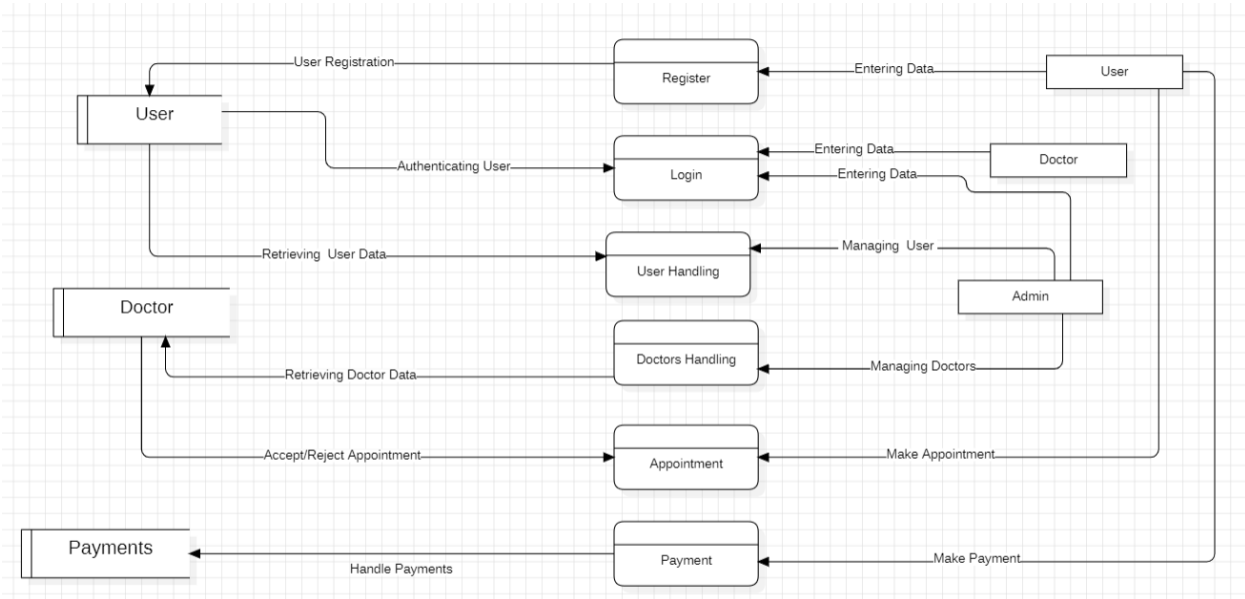 User Registration
Register
Entering Data
User
User
Authenticating User
Login
Entering Data
Entering Data
Doctor
Retrieving User Data
User Handling
Managing User
Admin
Doctor
Retrieving Doctor Data
Doctors Handling
Managing Doctors
Accept/Reject Appointment
Appointment
Make Appointment
Payments
Handle Payments
Payment
Make Payment